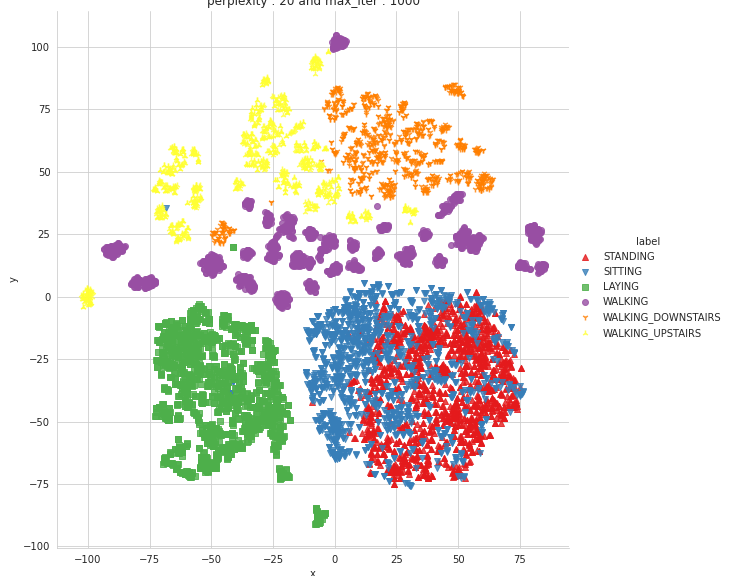 perplexity : 20 and max_iter : 1000
100
75
50
25
0
−25
−50
−75
−100
y
−100
−75
−50
−25
0
25
50
75
x
label
STANDING
SITTING
LAYING
WALKING
WALKING_DOWNSTAIRS
WALKING_UPSTAIRS